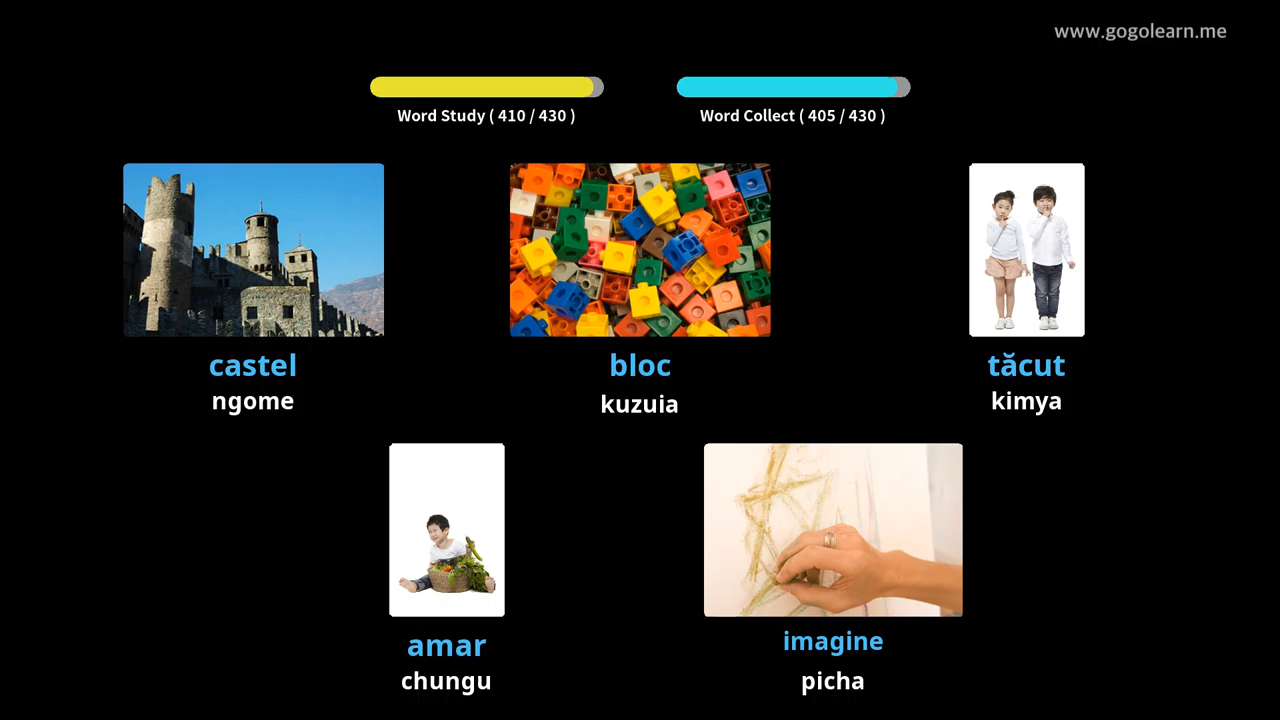 www.gogolearn.me
Word Study ( 410 / 430 )
Word Collect ( 405 / 430 )
castel
ngome
bloc
kuzuia
tăcut
kimya
amar
chungu
imagine
picha